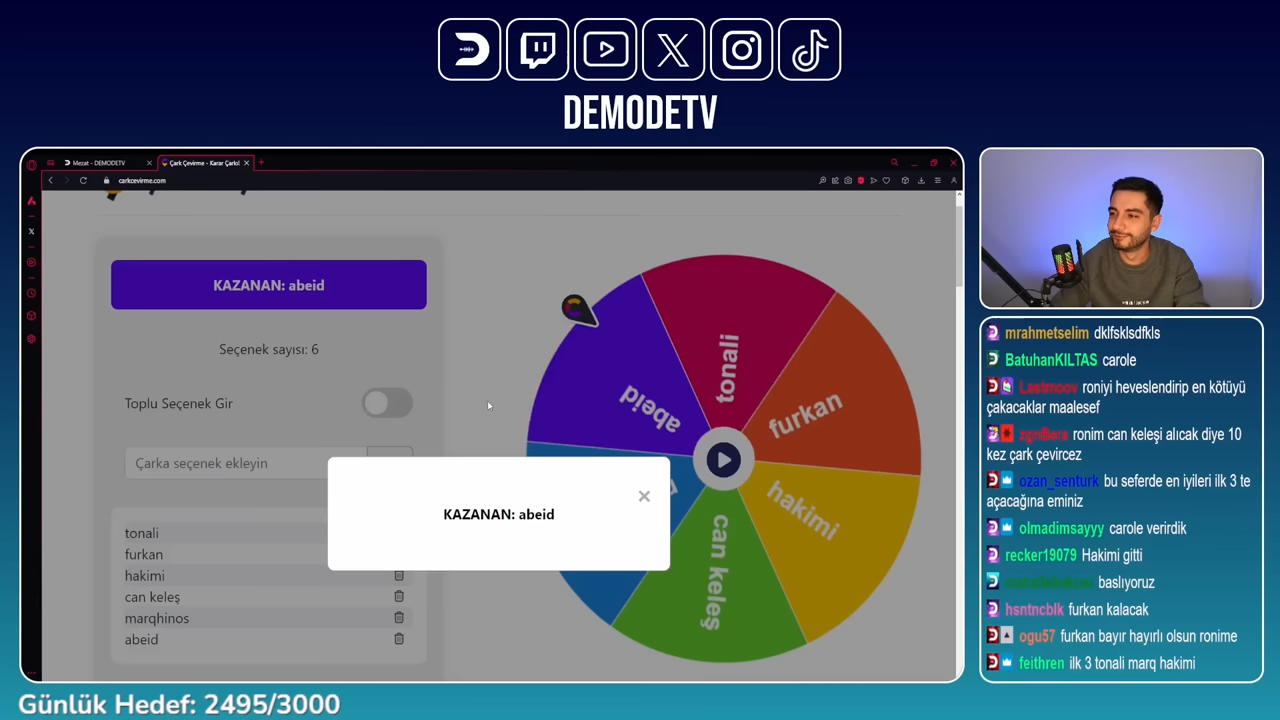 DEMODETV
Mezat - DEMODETV
Çark Çevirme - Karar Çarkı!
carkcevirme.com
KAZANAN: abeid
Seçenek sayısı: 6
Toplu Seçenek Gir
Çarka seçenek ekleyin
tonali
furkan
hakimi
can keleş
marqhinos
abeid
KAZANAN: abeid
abeid
tonali
furkan
hakimi
can keleş
mrahmetselim dklfsklsdfkls
BatuhanKILTAS carole
Lastmoov roniyi heveslendirip en kötüyü
çakacaklar maalesef
zgnBera ronim can keleşi alıcak diye 10
kez çark çevircez
ozan_senturk bu seferde en iyileri ilk 3 te
açacağına eminiz
olmadimsayyy carole verirdik
recker19079 Hakimi gitti
baslıyoruz
hsntncblk furkan kalacak
ogu57 furkan bayır hayırlı olsun ronime
feithren ilk 3 tonali marq hakimi
Günlük Hedef: 2495/3000